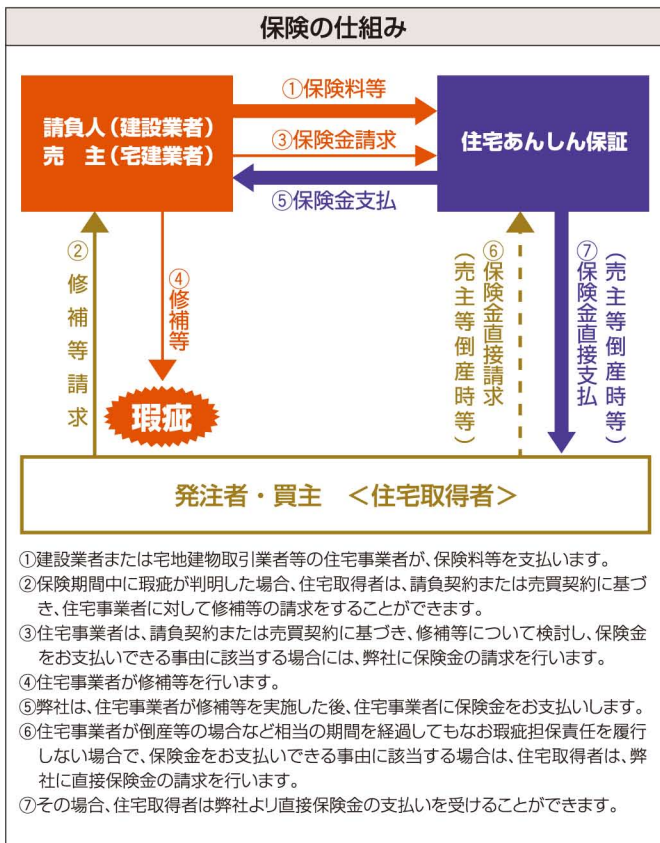 保険の仕組み
①保険料等
請負人(建設業者)
売　主(宅建業者)
③保険金請求
住宅あんしん保証
⑤保険金支払
②修補等請求
④修補等
瑕疵
⑥保険金直接請求
(売主等倒産時等)
⑦保険金直接支払
(売主等倒産時等)
発注者・買主　＜住宅取得者＞
①建設業者または宅地建物取引業者等の住宅事業者が、保険料等を支払います。
②保険期間中に瑕疵が判明した場合、住宅取得者は、請負契約または売買契約に基づ
き、住宅事業者に対して修補等の請求をすることができます。
③住宅事業者は、請負契約または売買契約に基づき、修補等について検討し、保険金
をお支払いできる事由に該当する場合には、弊社に保険金の請求を行います。
④住宅事業者が修補等を行います。
⑤弊社は、住宅事業者が修補等を実施した後、住宅事業者に保険金をお支払いします。
⑥住宅事業者が倒産等の場合など相当の期間を経過してもなお瑕疵担保責任を履行
しない場合で、保険金をお支払いできる事由に該当する場合は、住宅取得者は、弊
社に直接保険金の請求を行います。
⑦その場合、住宅取得者は弊社より直接保険金の支払いを受けることができます。